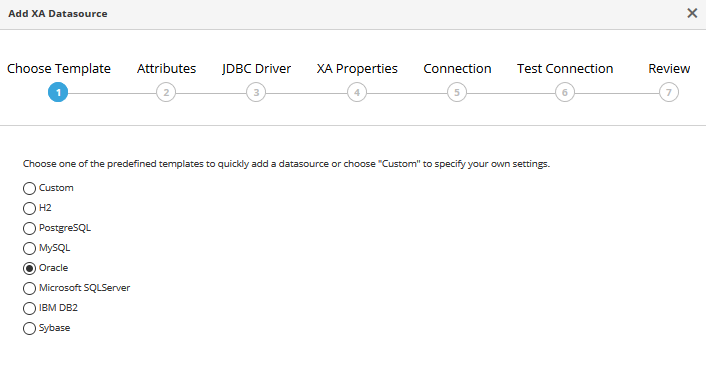 Add XA Datasource
Choose Template Attributes JDBC Driver XA Properties Connection Test Connection Review
1 2 3 4 5 6 7
Choose one of the predefined templates to quickly add a datasource or choose "Custom" to specify your own settings.
Custom
H2
PostgreSQL
MySQL
Oracle
Microsoft SQLServer
IBM DB2
Sybase